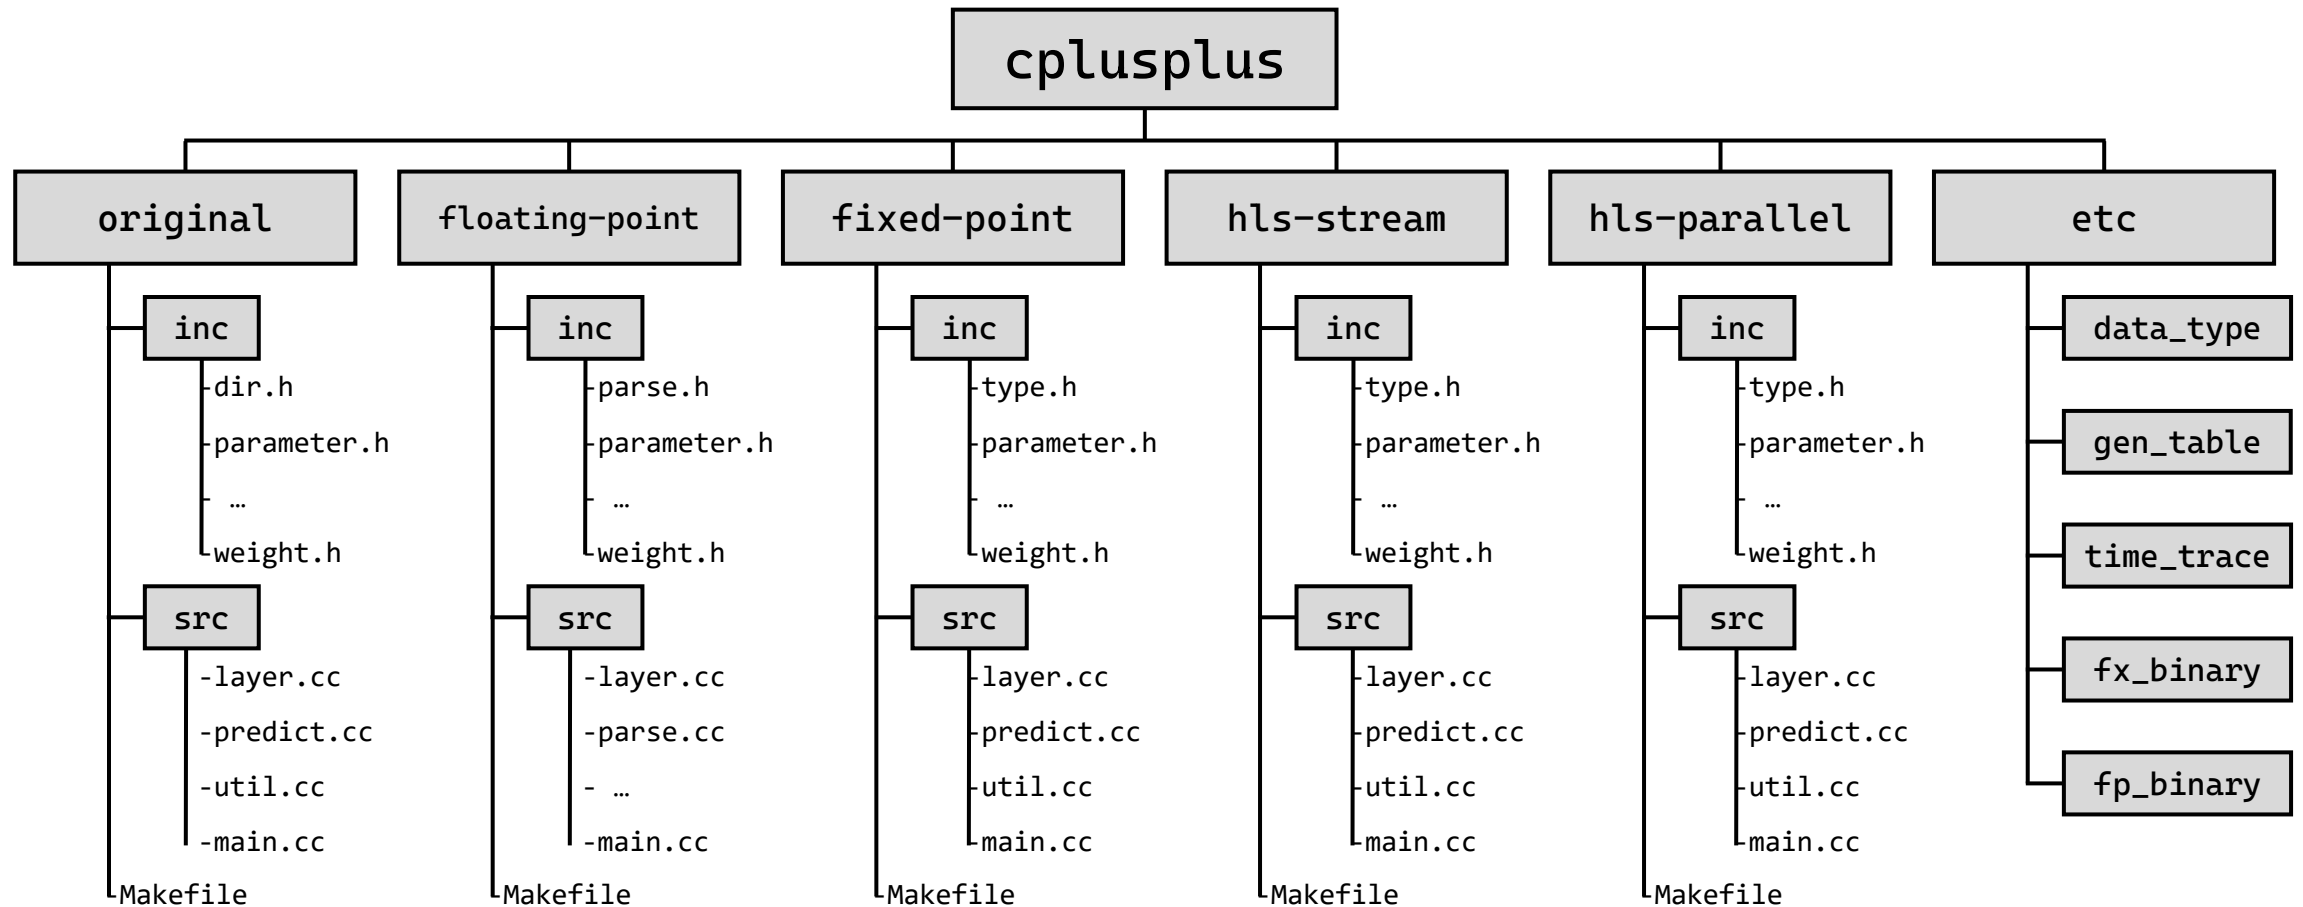 cplusplus
original
floating-point
fixed-point
hls-stream
hls-parallel
etc
inc
-dir.h
-parameter.h
- …
-weight.h
src
-layer.cc
-predict.cc
-util.cc
-main.cc
-Makefile
inc
-parse.h
-parameter.h
- …
-weight.h
src
-layer.cc
-parse.cc
- …
-main.cc
-Makefile
inc
-type.h
-parameter.h
- …
-weight.h
src
-layer.cc
-predict.cc
-util.cc
-main.cc
-Makefile
inc
-type.h
-parameter.h
- …
-weight.h
src
-layer.cc
-predict.cc
-util.cc
-main.cc
-Makefile
inc
-type.h
-parameter.h
- …
-weight.h
src
-layer.cc
-predict.cc
-util.cc
-main.cc
-Makefile
data_type
gen_table
time_trace
fx_binary
fp_binary